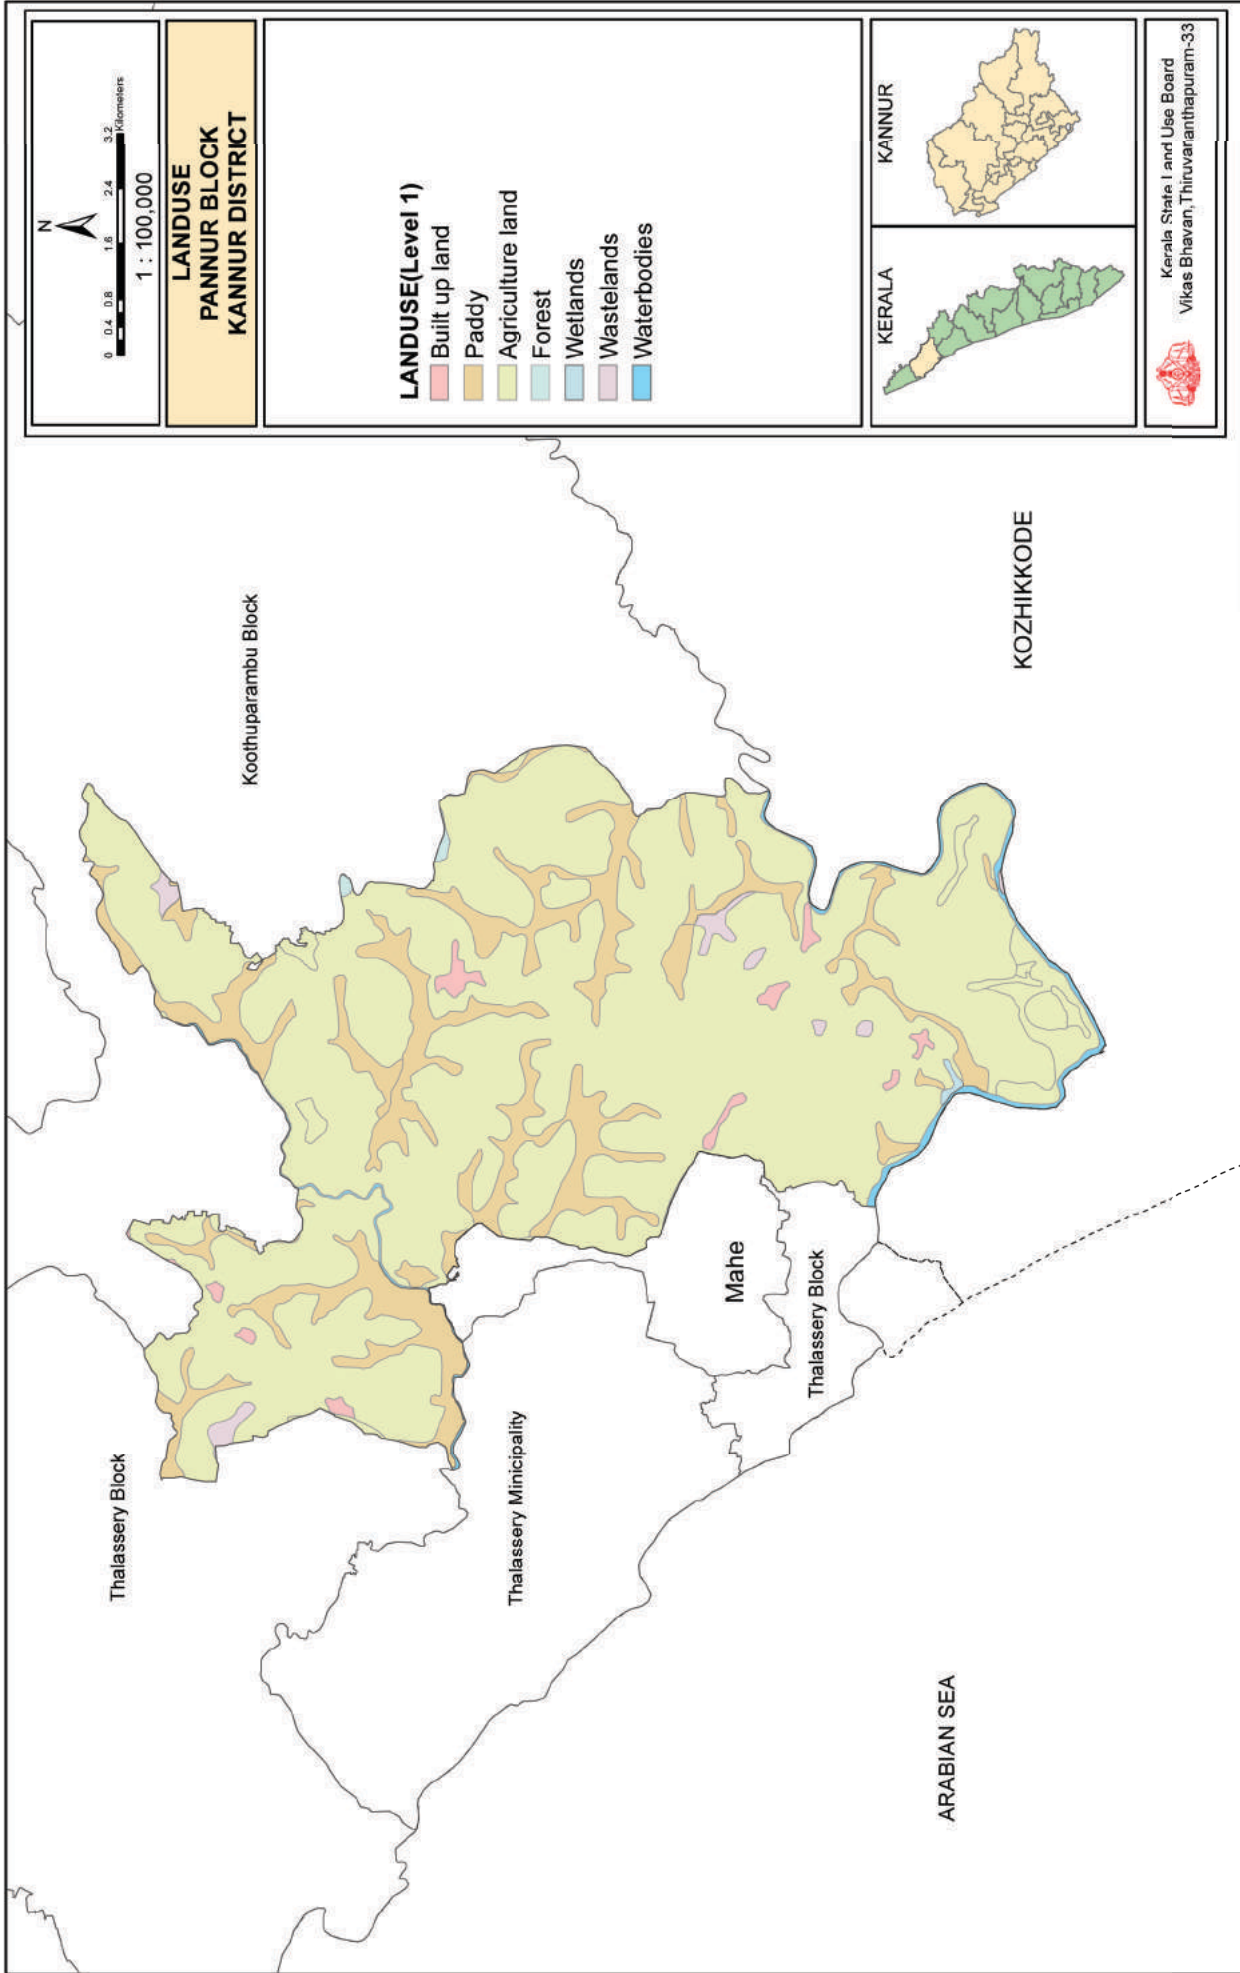 N
0 0.4 0.8 1.6 2.4 3.2
Kilometers
1 : 100,000
LANDUSE
PANNUR BLOCK
KANNUR DISTRICT
LANDUSE(Level 1)
Built up land
Paddy
Agriculture land
Forest
Wetlands
Wastelands
Waterbodies
KERALA
KANNUR
Kerala State Land Use Board
Vikas Bhavan,Thiruvananthapuram-33
Thalassery Block
Koothuparambu Block
Thalassery Minicipality
Mahe
Thalassery Block
KOZHIKKODE
ARABIAN SEA